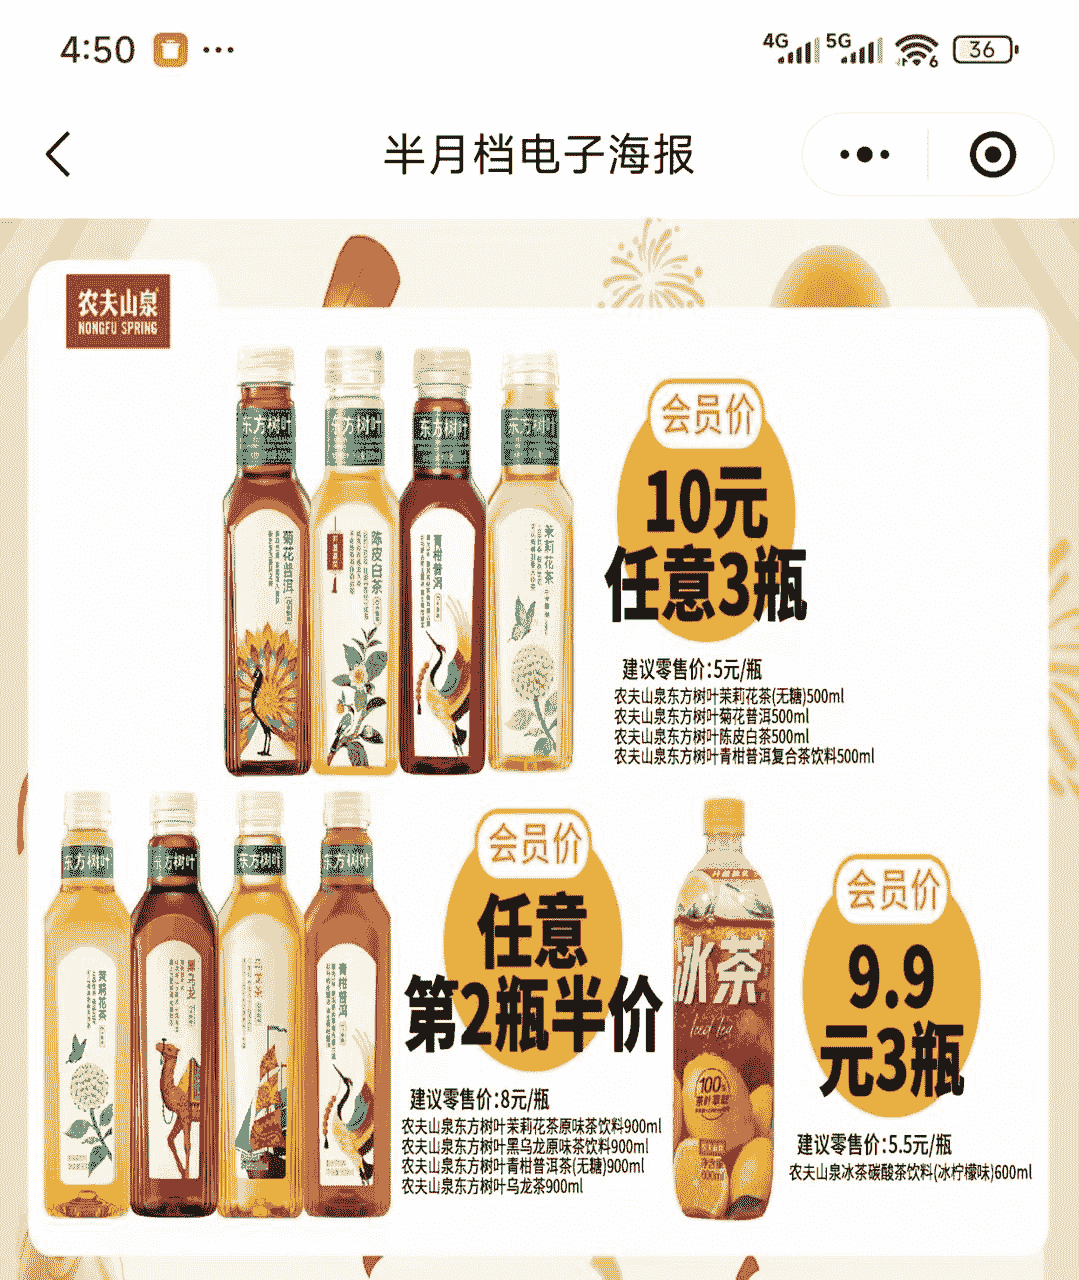 4:50
4G 5G 6 36
半月档电子海报
农夫山泉
NONGFU SPRING
东方树叶 东方树叶 东方树叶 东方树叶
菊花普洱
陈皮白茶
青柑普洱
茉莉花茶
会员价
10元
任意3瓶
建议零售价:5元/瓶
农夫山泉东方树叶茉莉花茶(无糖)500ml
农夫山泉东方树叶菊花普洱500ml
农夫山泉东方树叶陈皮白茶500ml
农夫山泉东方树叶青柑普洱复合茶饮料500ml
东方树叶 东方树叶 东方树叶 东方树叶
茉莉花茶
黑乌龙
青柑普洱
会员价
任意
第2瓶半价
建议零售价:8元/瓶
农夫山泉东方树叶茉莉花茶原味茶饮料900ml
农夫山泉东方树叶黑乌龙原味茶饮料900ml
农夫山泉东方树叶青柑普洱茶(无糖)900ml
农夫山泉东方树叶乌龙茶900ml
冰茶
Iced tea
100%
茶叶萃取
会员价
9.9
元3瓶
建议零售价:5.5元/瓶
农夫山泉冰茶碳酸茶饮料(冰柠檬味)600ml